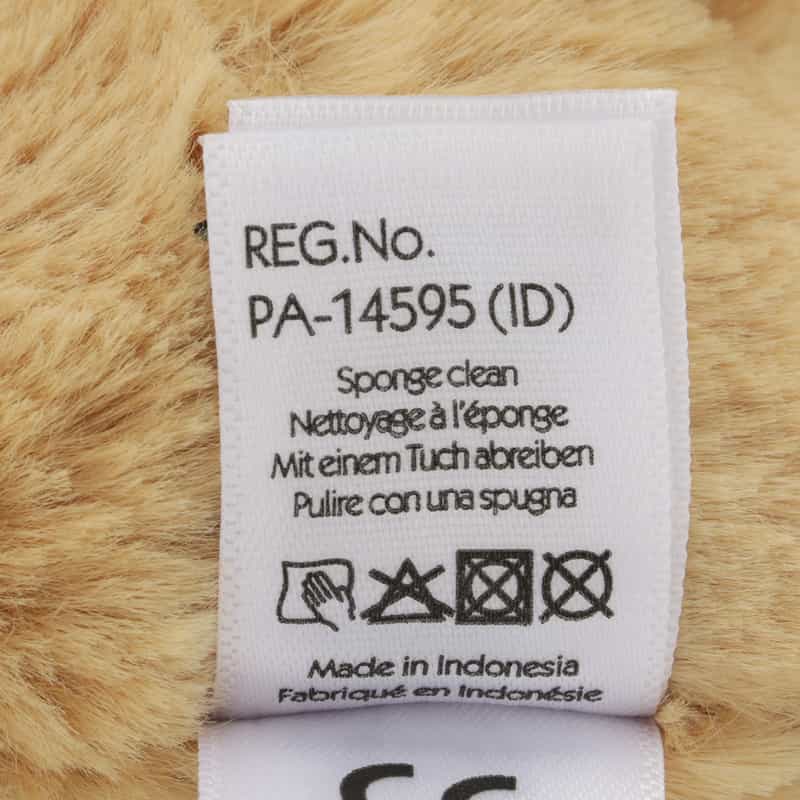 REG.No.
PA-14595 (ID)
Sponge clean
Nettoyage à l'éponge
Mit einem Tuch abreiben
Pulire con una spugna
Made in Indonesia
Fabriqué en Indonésie